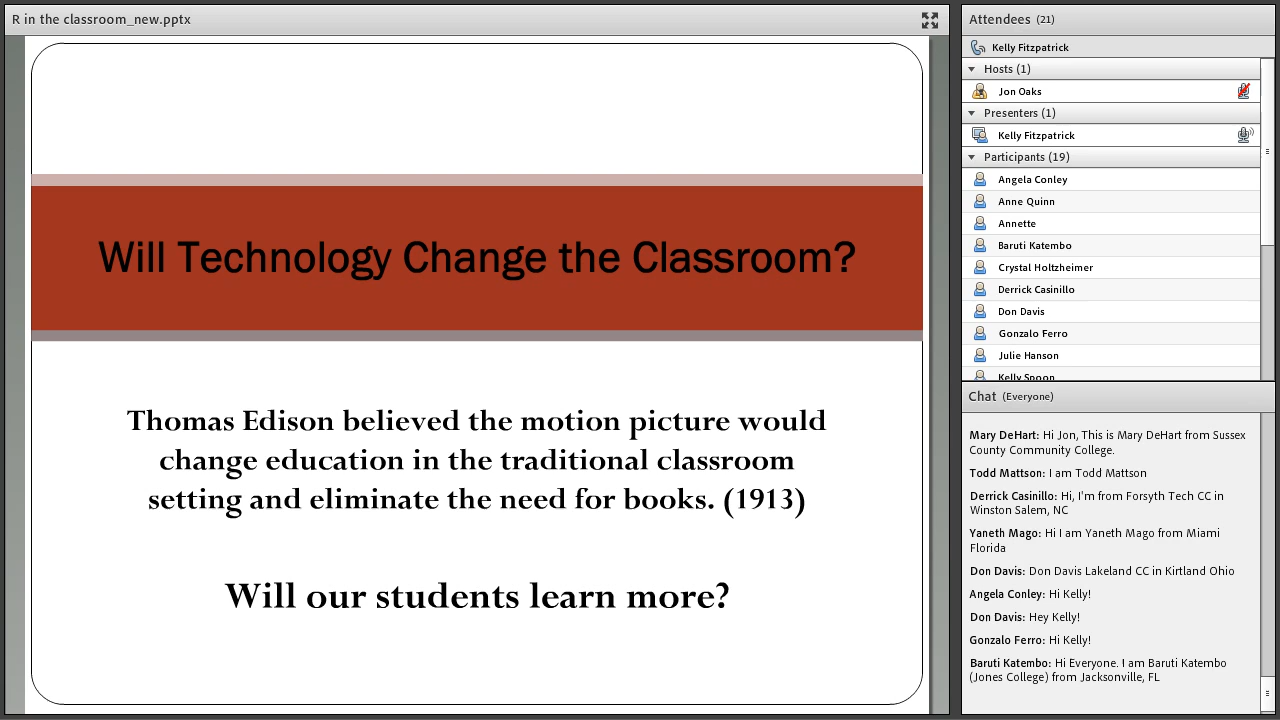 R in the classroom_new.pptx
Will Technology Change the Classroom?
Thomas Edison believed the motion picture would
change education in the traditional classroom
setting and eliminate the need for books. (1913)
Will our students learn more?
Attendees (21)
Kelly Fitzpatrick
Hosts (1)
Jon Oaks
Presenters (1)
Kelly Fitzpatrick
Participants (19)
Angela Conley
Anne Quinn
Annette
Baruti Katembo
Crystal Holtzheimer
Derrick Casinillo
Don Davis
Gonzalo Ferro
Julie Hanson
Kelly Spoon
Chat (Everyone)
Mary DeHart: Hi Jon, This is Mary DeHart from Sussex
County Community College.
Todd Mattson: I am Todd Mattson
Derrick Casinillo: Hi, I'm from Forsyth Tech CC in
Winston Salem, NC
Yaneth Mago: Hi I am Yaneth Mago from Miami
Florida
Don Davis: Don Davis Lakeland CC in Kirtland Ohio
Angela Conley: Hi Kelly!
Don Davis: Hey Kelly!
Gonzalo Ferro: Hi Kelly!
Baruti Katembo: Hi Everyone. I am Baruti Katembo
(Jones College) from Jacksonville, FL